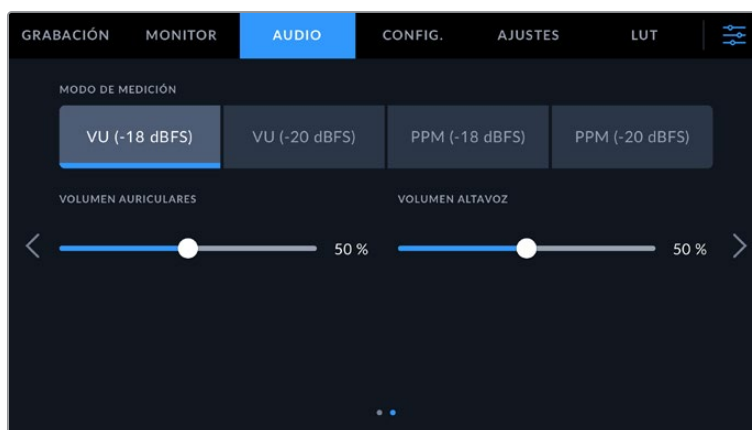 GRABACIÓN MONITOR AUDIO CONFIG. AJUSTES LUT
MODO DE MEDICIÓN
VU (-18 dBFS) VU (-20 dBFS) PPM (-18 dBFS) PPM (-20 dBFS)
VOLUMEN AURICULARES VOLUMEN ALTAVOZ
50 % 50 %